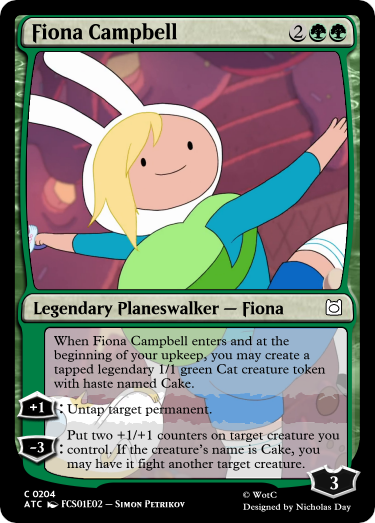 Fiona Campbell 2
Legendary Planeswalker — Fiona
When Fiona Campbell enters and at the
beginning of your upkeep, you may create a
tapped legendary 1/1 green Cat creature token
with haste named Cake.
+1 : Untap target permanent.
-3 : Put two +1/+1 counters on target creature you
control. If the creature's name is Cake, you
may have it fight another target creature.
3
C 0204
ATC FCS01E02 – Simon Petrikov
© WotC
Designed by Nicholas Day